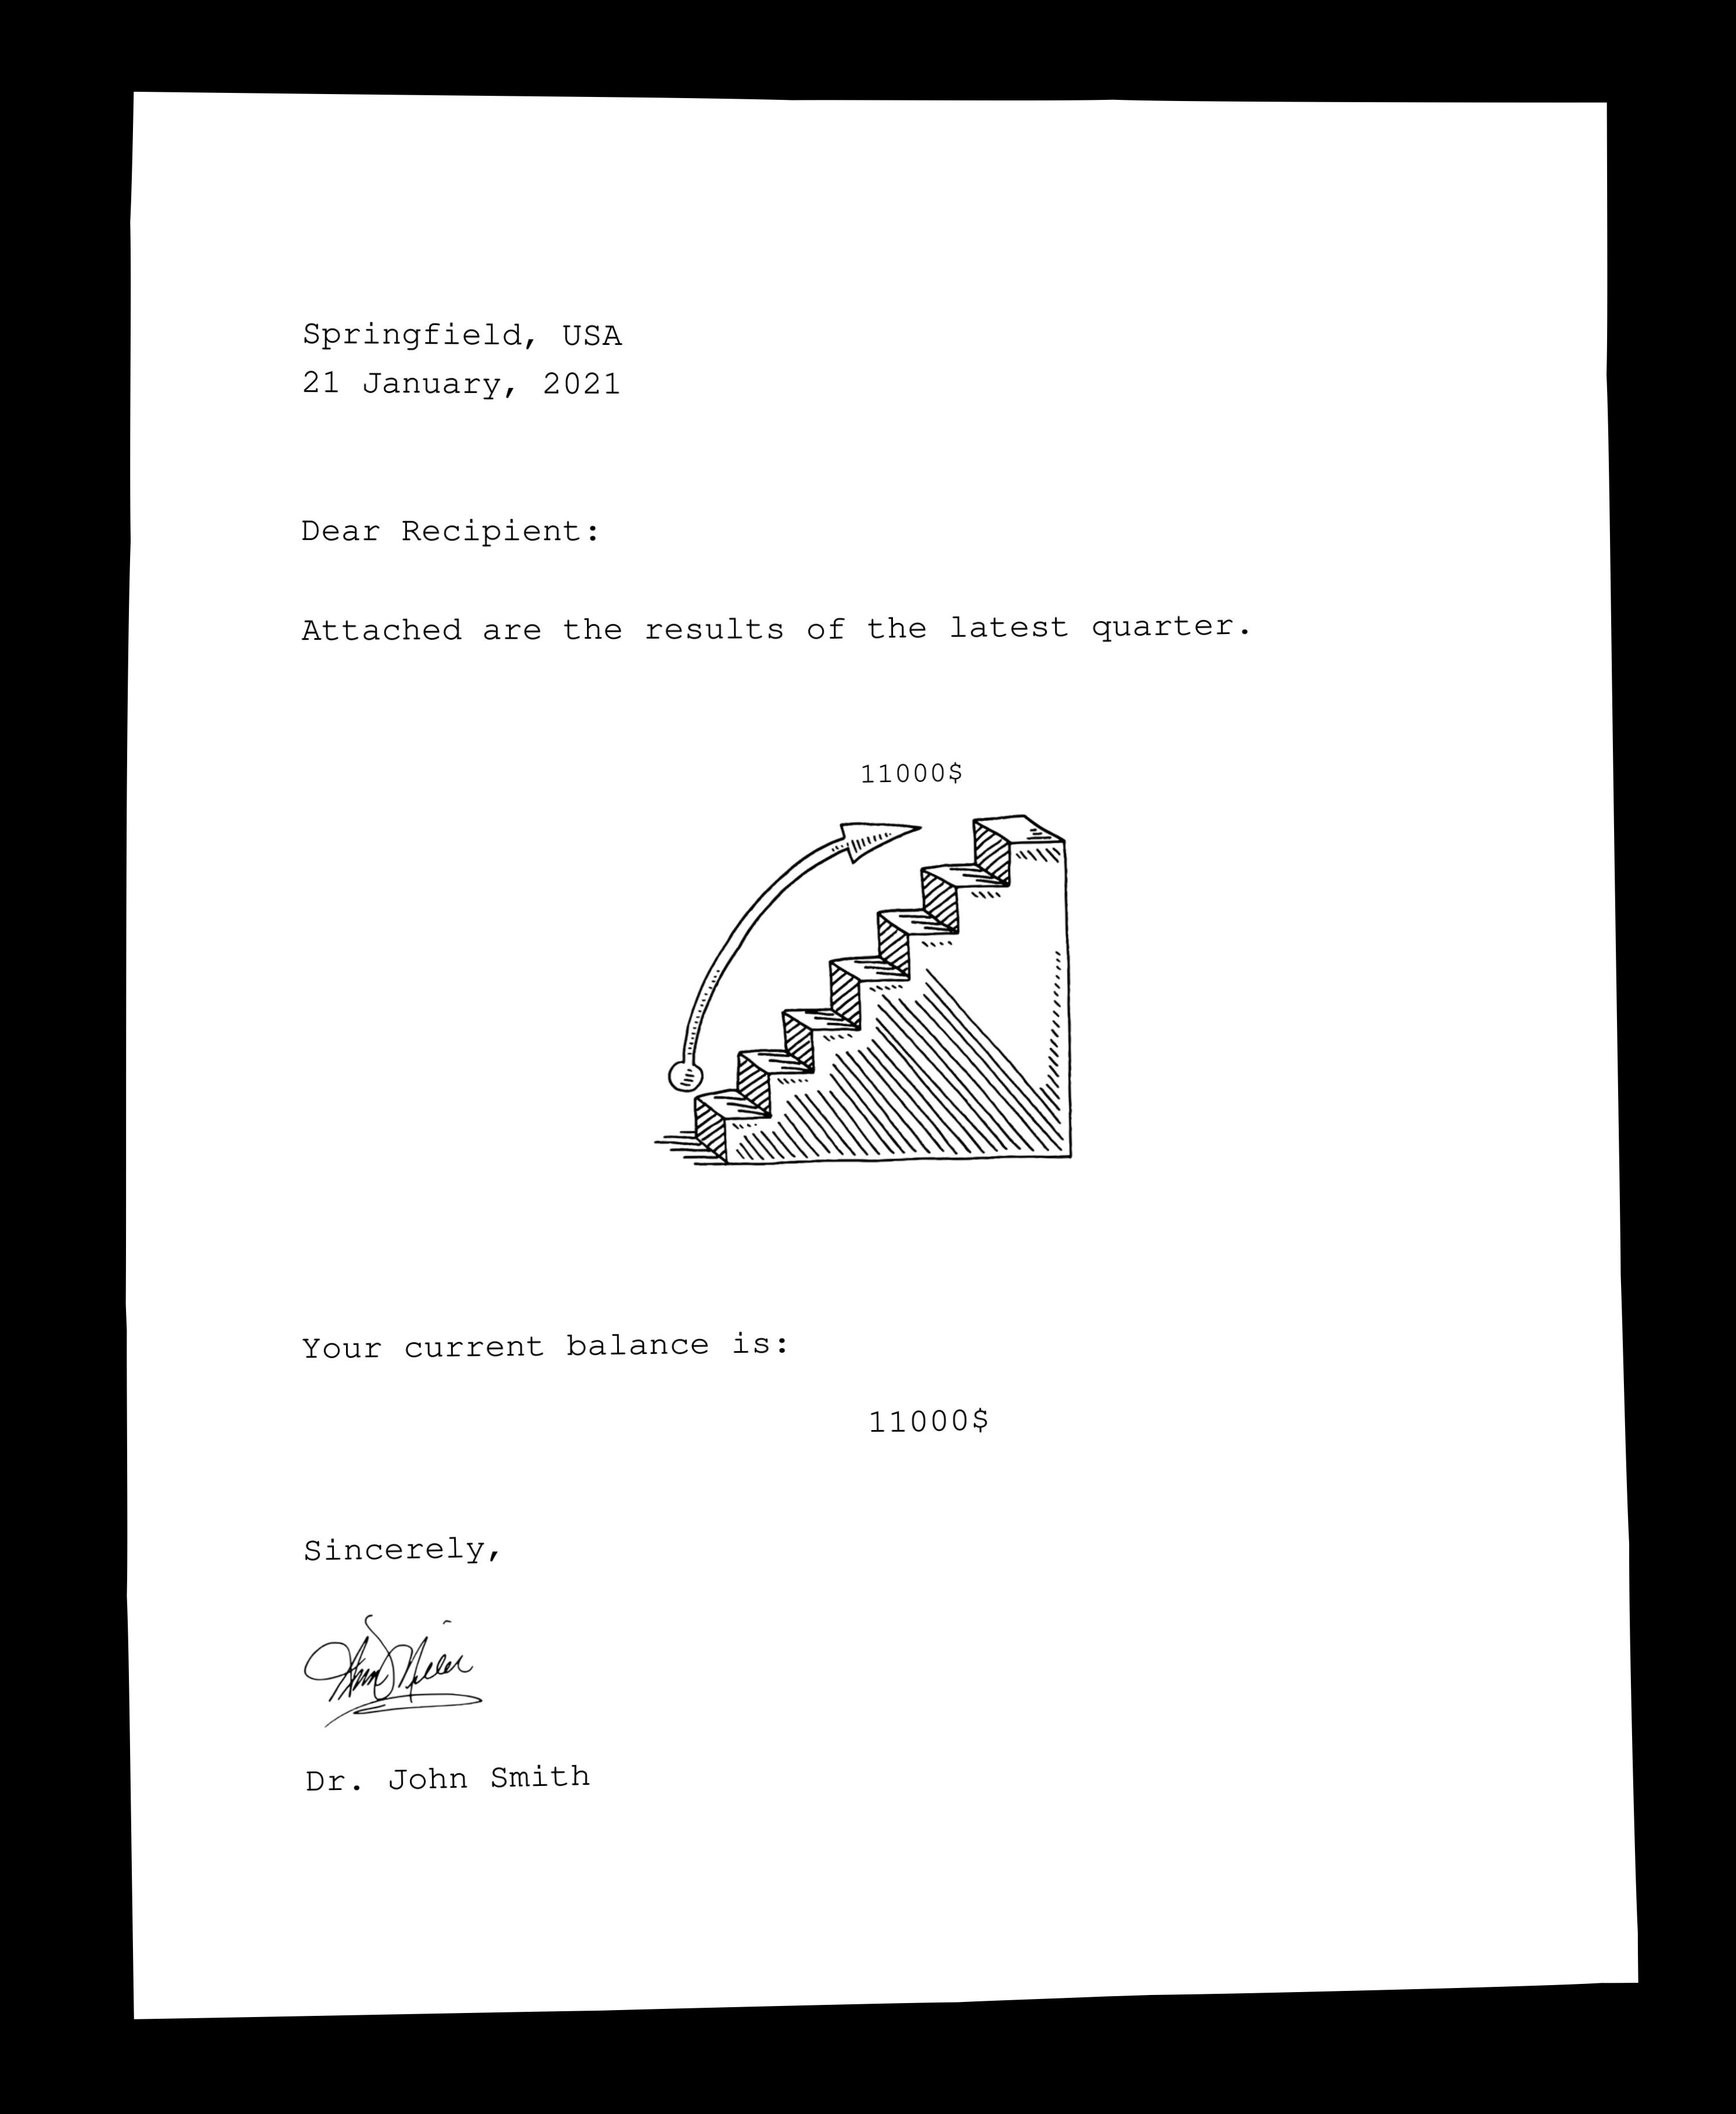 Springfield, USA
21 January, 2021
Dear Recipient:
Attached are the results of the latest quarter.
11000$
Your current balance is:
11000$
Sincerely,
Dr. John Smith